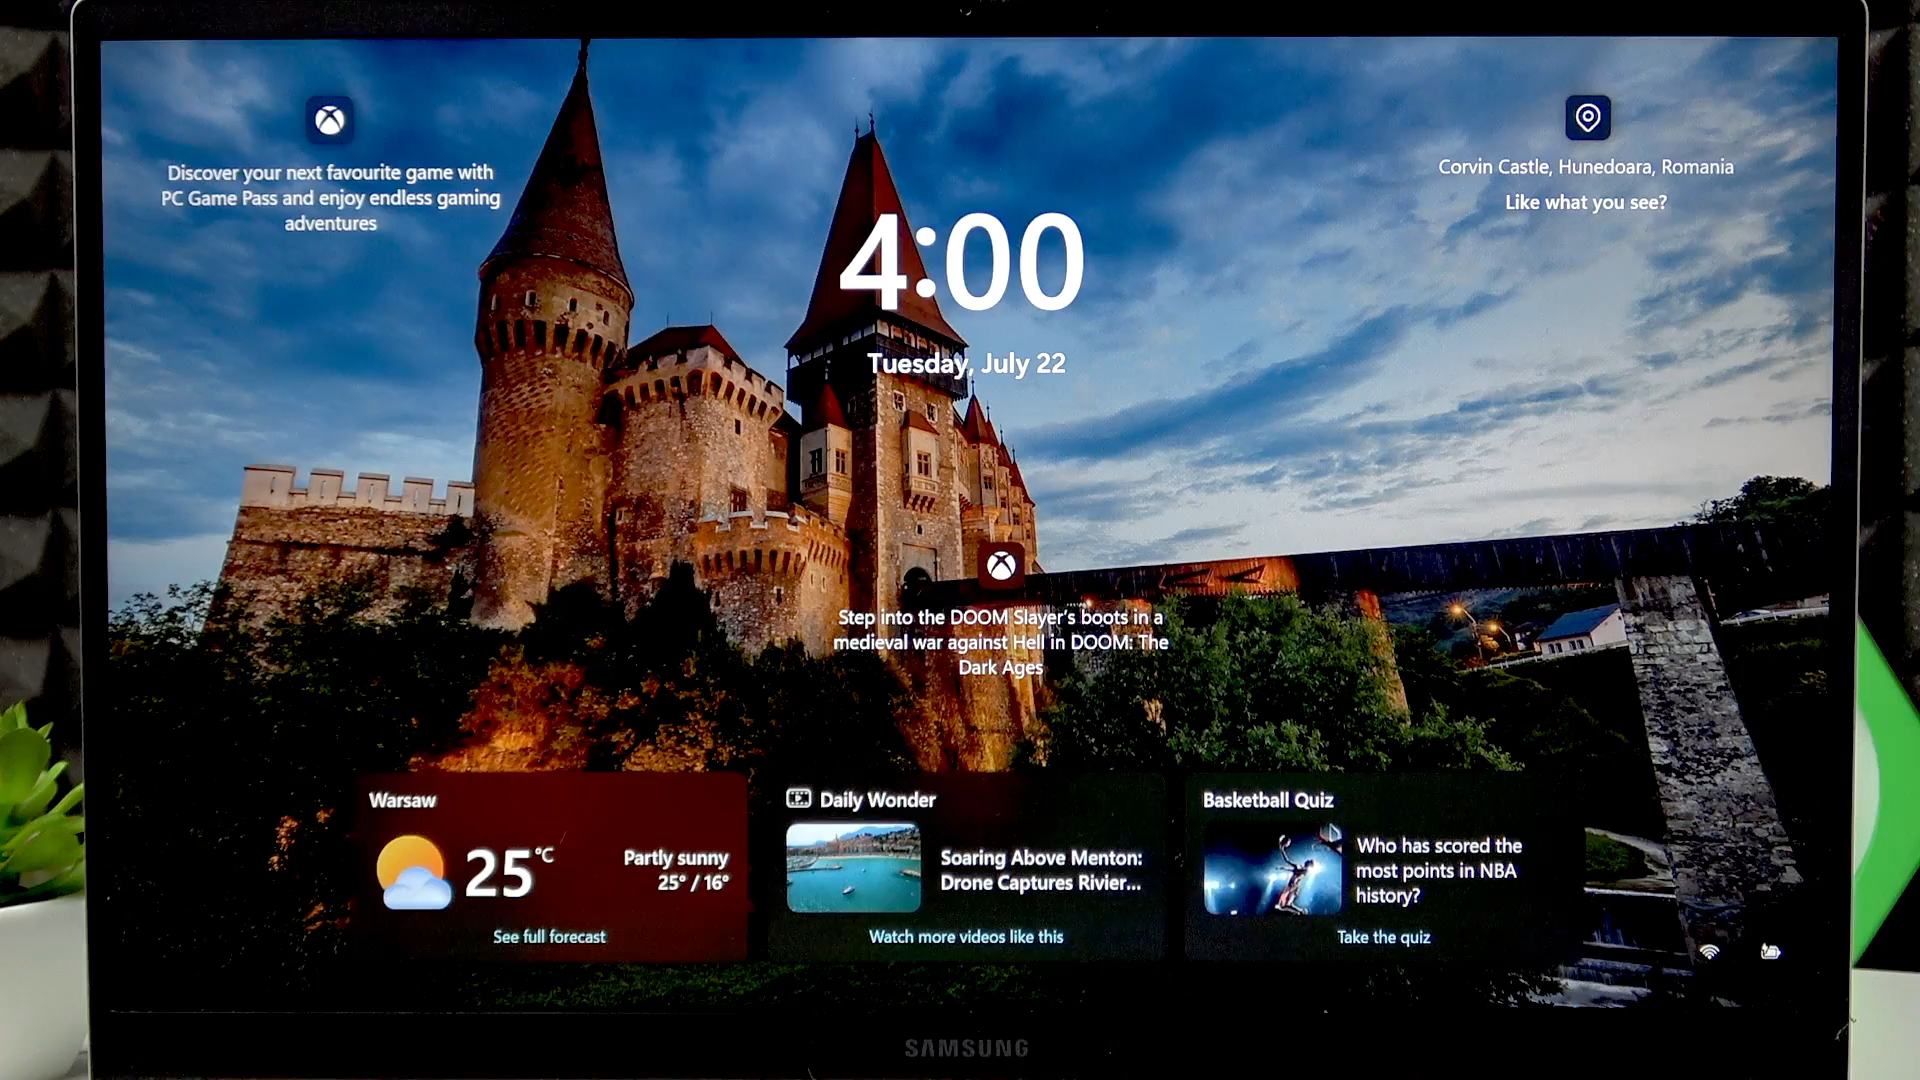 Discover your next favourite game with
PC Game Pass and enjoy endless gaming
adventures
Corvin Castle, Hunedoara, Romania
Like what you see?
4:00
Tuesday, July 22
Step into the DOOM Slayer's boots in a
medieval war against Hell in DOOM: The
Dark Ages
Warsaw
25°C
Partly sunny
25° / 16°
See full forecast
Daily Wonder
Soaring Above Menton:
Drone Captures Rivier...
Watch more videos like this
Basketball Quiz
Who has scored the
most points in NBA
history?
Take the quiz
SAMSUNG